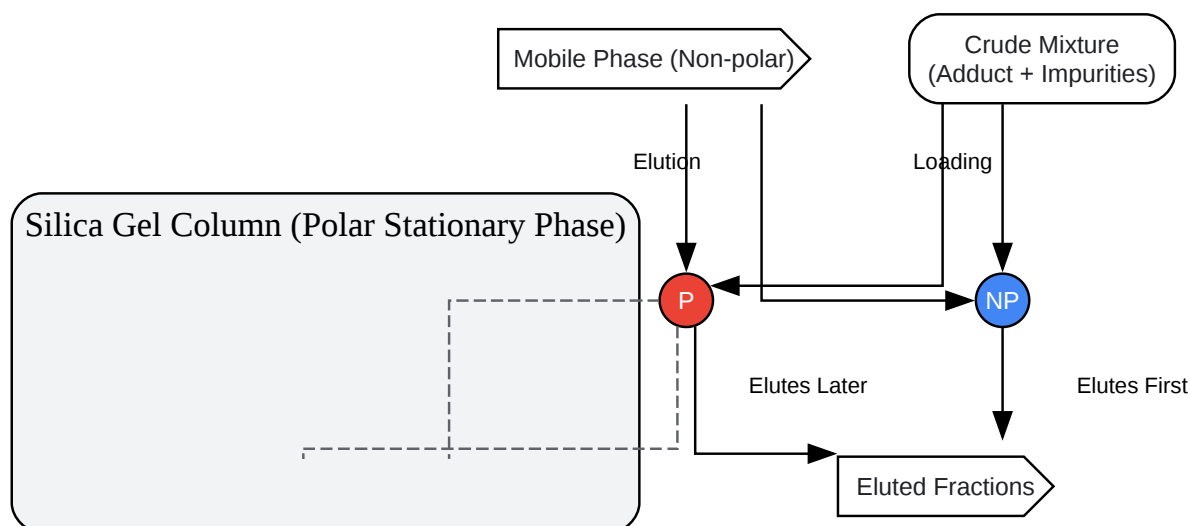 Mobile Phase (Non-polar)
Crude Mixture
(Adduct + Impurities)
Elution
Loading
Silica Gel Column (Polar Stationary Phase)
P
NP
Elutes Later
Elutes First
Eluted Fractions